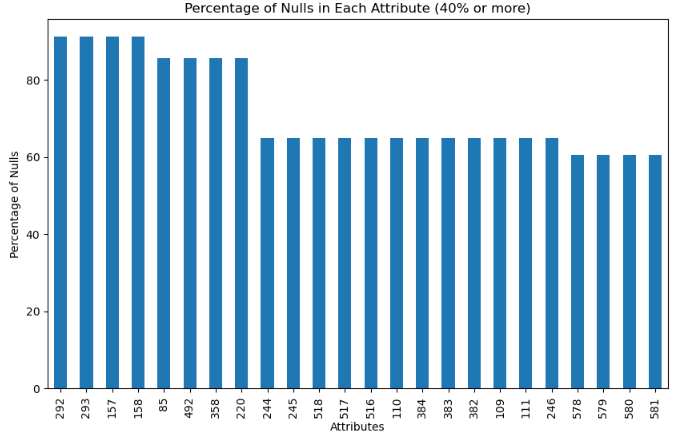 Percentage of Nulls in Each Attribute (40% or more)
Percentage of Nulls
80
60
40
20
0
292 293 157 158 85 492 358 220 244 245 518 517 516 110 384 383 382 109 111 246 578 579 580 581
Attributes